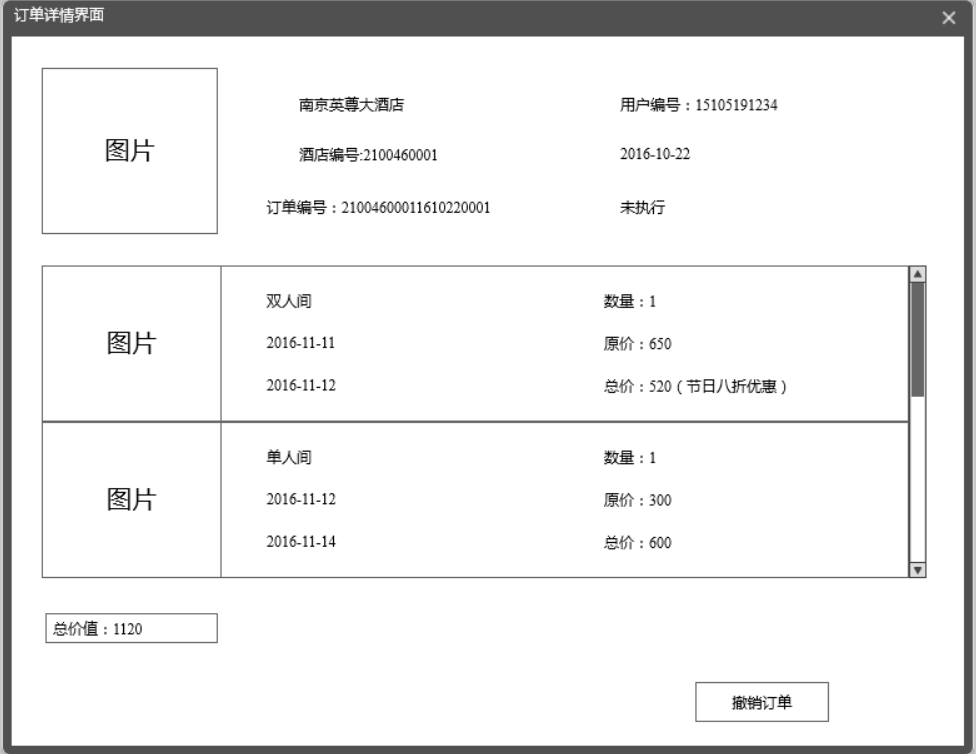 订单详情界面
图片
南京英尊大酒店
用户编号：15105191234
酒店编号:2100460001
2016-10-22
订单编号：21004600011610220001
未执行
图片
双人间
数量：1
2016-11-11
原价：650
2016-11-12
总价：520（节日八折优惠）
图片
单人间
数量：1
2016-11-12
原价：300
2016-11-14
总价：600
总价值：1120
撤销订单